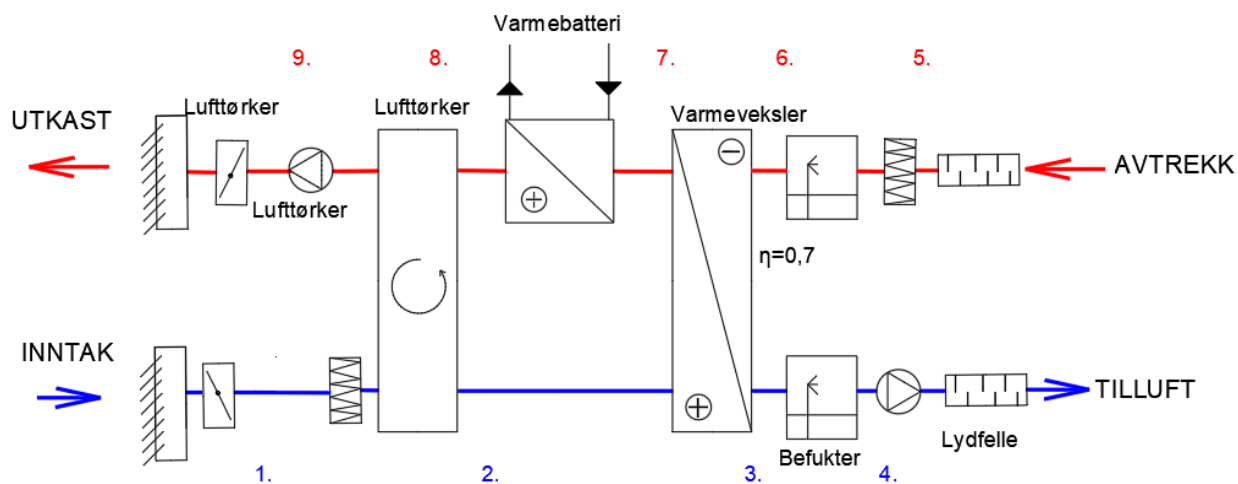 Varmebatteri
9.
8.
7.
6.
5.
Lufttørker
Lufttørker
Varmeveksler
UTKAST
AVTREKK
Lufttørker
η=0,7
INNTAK
TILLUFT
Lydfelle
Befukter
1.
2.
3.
4.